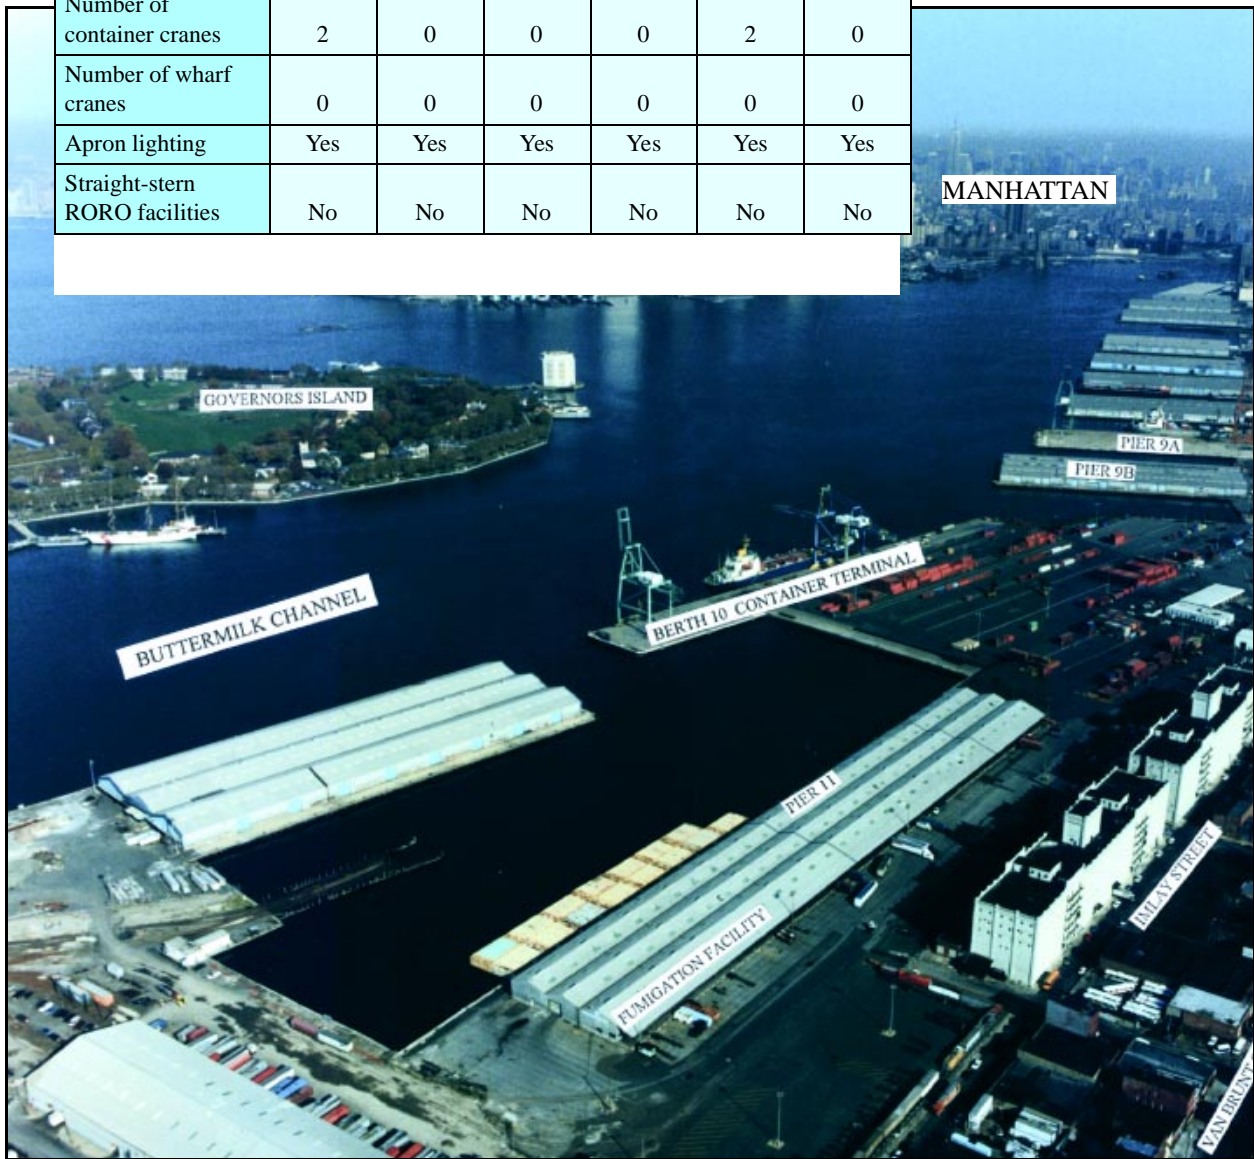 Number of
container cranes 2 0 0 0 2 0
Number of wharf
cranes 0 0 0 0 0 0
Apron lighting Yes Yes Yes Yes Yes Yes
Straight-stern
RORO facilities No No No No No No
MANHATTAN
GOVERNORS ISLAND
PIER 9A
PIER 9B
BERTH 10 CONTAINER TERMINAL
BUTTERMILK CHANNEL
PIER 11
IMLAY STREET
FUMIGATION FACILITY
VAN BRUNT